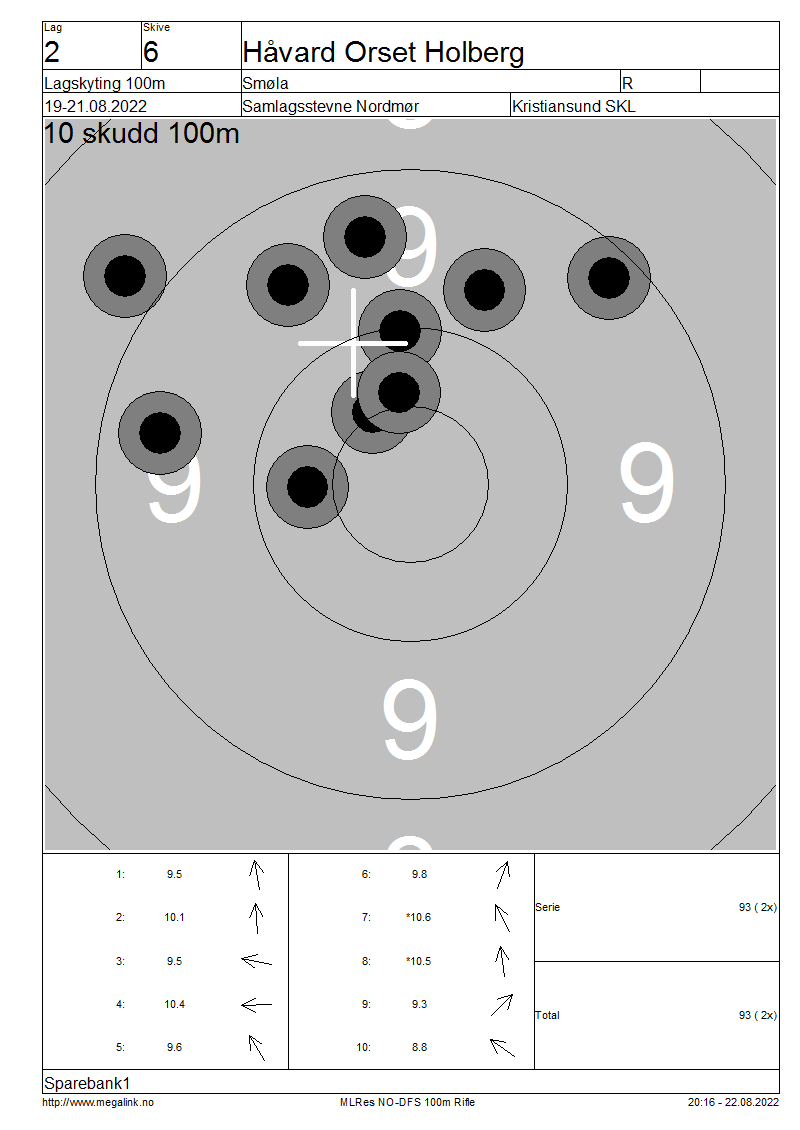 Lag Skive
2 6 Håvard Orset Holberg
Lagskyting 100m Smøla R
19-21.08.2022 Samlagsstevne Nordmør Kristiansund SKL
10 skudd 100m
9
9 9
9
1: 9.5 6: 9.8
2: 10.1 7: *10.6
Serie 93 ( 2x)
3: 9.5 8: *10.5
4: 10.4 9: 9.3
Total 93 ( 2x)
5: 9.6 10: 8.8
Sparebank1
http://www.megalink.no MLRes NO-DFS 100m Rifle 20:16 - 22.08.2022